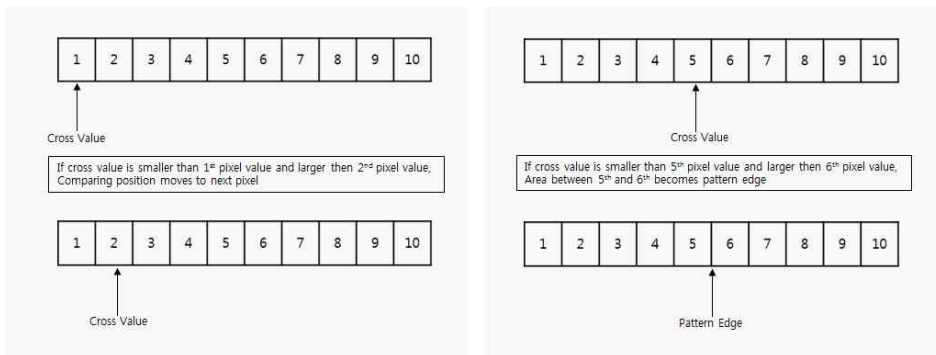 1 2 3 4 5 6 7 8 9 10
Cross Value
If cross value is smaller than 1st pixel value and larger then 2nd pixel value,
Comparing position moves to next pixel
1 2 3 4 5 6 7 8 9 10
Cross Value
1 2 3 4 5 6 7 8 9 10
Cross Value
If cross value is smaller than 5th pixel value and larger then 6th pixel value,
Area between 5th and 6th becomes pattern edge
1 2 3 4 5 6 7 8 9 10
Pattern Edge